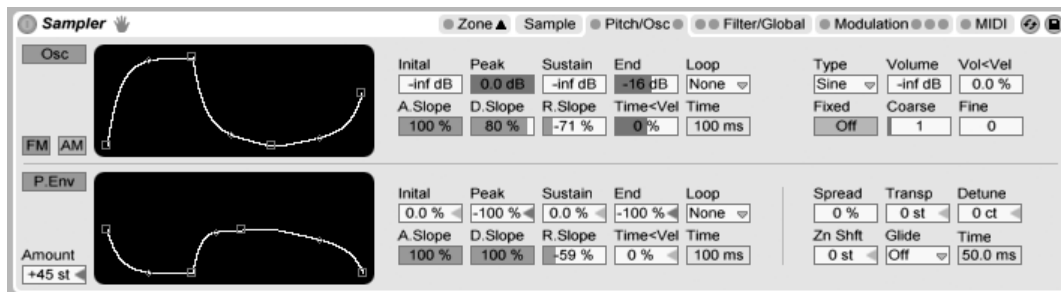 Sampler Zone Sample Pitch/Osc Filter/Global Modulation MIDI
Osc
FM AM
Inital Peak Sustain End Loop
-inf dB 0.0 dB -inf dB -16 dB None
A.Slope D.Slope R.Slope Time<Vel Time
100 % 80 % -71 % 0 % 100 ms
Type Volume Vol<Vel
Sine -inf dB 0.0 %
Fixed Coarse Fine
Off 1 0
P.Env
Amount
+45 st
Inital Peak Sustain End Loop
0.0 % -100 % 0.0 % -100 % None
A.Slope D.Slope R.Slope Time<Vel Time
100 % 100 % -59 % 0 % 100 ms
Spread Transp Detune
0 % 0 st 0 ct
Zn Shft Glide Time
0 st Off 50.0 ms